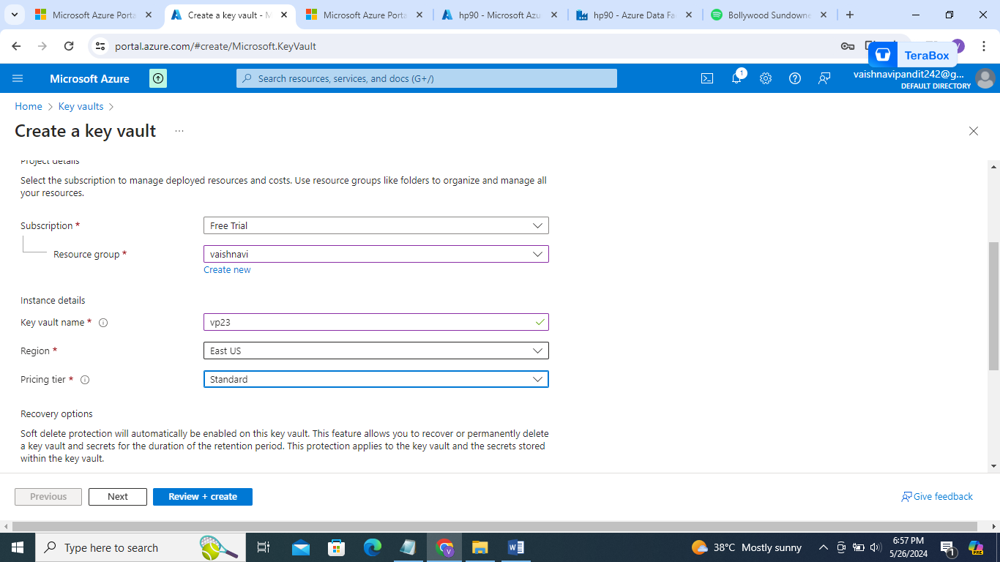 Microsoft Azure Porta
Create a key vault - M
Microsoft Azure Porta
hp90 - Microsoft Azu
hp90 - Azure Data Fa
Bollywood Sundowne
portal.azure.com/#create/Microsoft.KeyVault
TeraBox
Microsoft Azure
Search resources, services, and docs (G+/)
1
vaishnavipandit242@g...
DEFAULT DIRECTORY
Home > Key vaults >
Create a key vault ...
Project details
Select the subscription to manage deployed resources and costs. Use resource groups like folders to organize and manage all
your resources.
Subscription * Free Trial
Resource group * vaishnavi
Create new
Instance details
Key vault name * vp23
Region * East US
Pricing tier * Standard
Recovery options
Soft delete protection will automatically be enabled on this key vault. This feature allows you to recover or permanently delete
a key vault and secrets for the duration of the retention period. This protection applies to the key vault and the secrets stored
within the key vault.
Previous Next Review + create Give feedback
Type here to search
38°C Mostly sunny
6:57 PM
5/26/2024
1
PRE